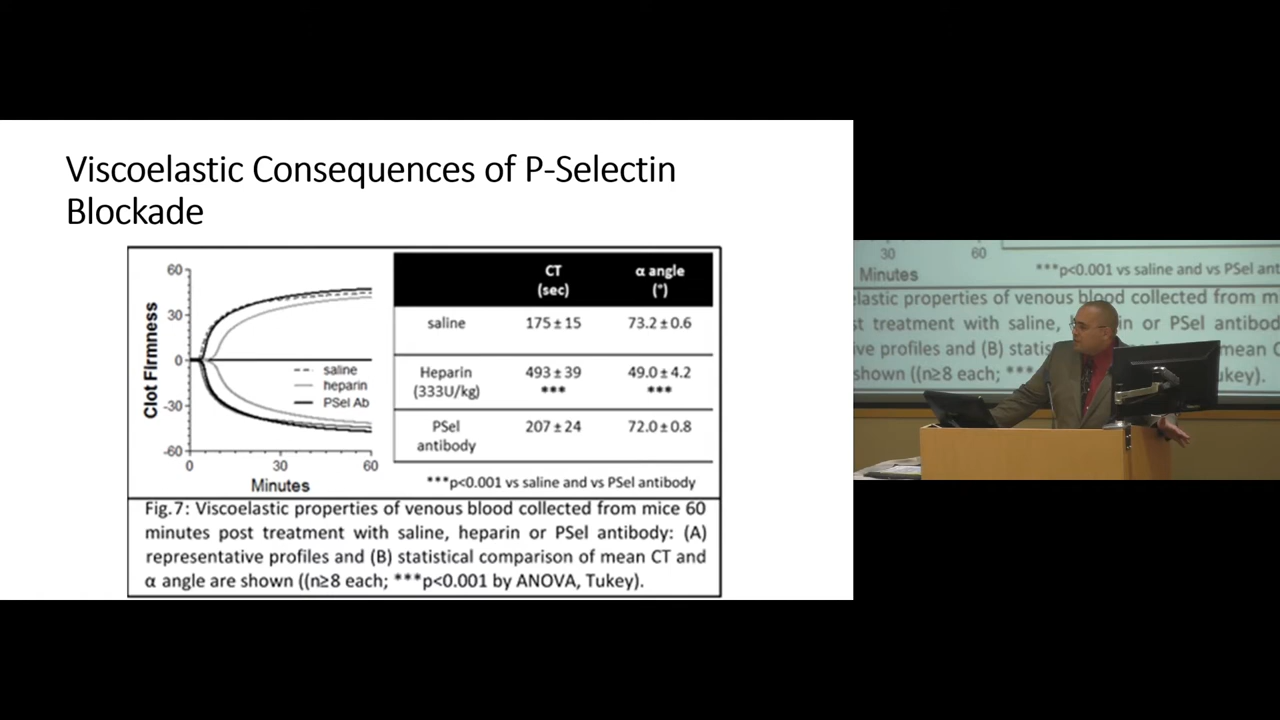 Viscoelastic Consequences of P-Selectin
Blockade
60
30
0
-30
-60
Clot Firmness
saline
heparin
PSel Ab
0 30 60
Minutes
CT
(sec)
α angle
(°)
saline 175 ± 15 73.2 ± 0.6
Heparin
(333U/kg)
493 ± 39
***
49.0 ± 4.2
***
PSel
antibody
207 ± 24 72.0 ± 0.8
***p<0.001 vs saline and vs PSel antibody
Fig.7: Viscoelastic properties of venous blood collected from mice 60
minutes post treatment with saline, heparin or PSel antibody: (A)
representative profiles and (B) statistical comparison of mean CT and
α angle are shown ((n≥8 each; ***p<0.001 by ANOVA, Tukey).
30 60
Minutes
***p<0.001 vs saline and vs PSel ant
elastic properties of venous blood collected from m
ost treatment with saline, in or PSel antibod
ve profiles and (B) statis mean C
shown ((n≥8 each; *** ukey).